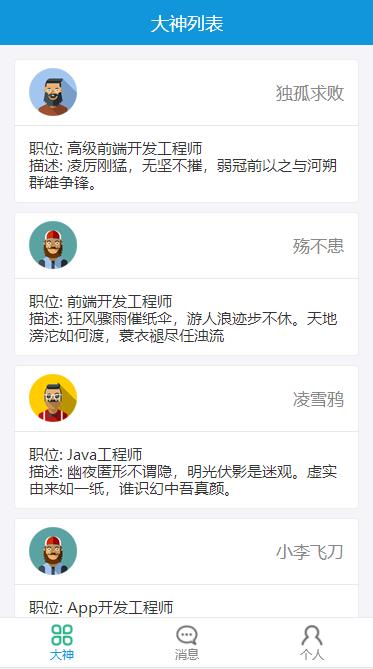 大神列表
独孤求败
职位: 高级前端开发工程师
描述: 凌厉刚猛，无坚不摧，弱冠前以之与河朔
群雄争锋。
殇不患
职位: 前端开发工程师
描述: 狂风骤雨催纸伞，游人浪迹步不休。天地
滂沱如何渡，蓑衣褪尽任浊流
凌雪鸦
职位: Java工程师
描述: 幽夜匿形不谓隐，明光伏影是迷观。虚实
由来如一纸，谁识幻中吾真颜。
小李飞刀
职位: App开发工程师
大神
消息
个人